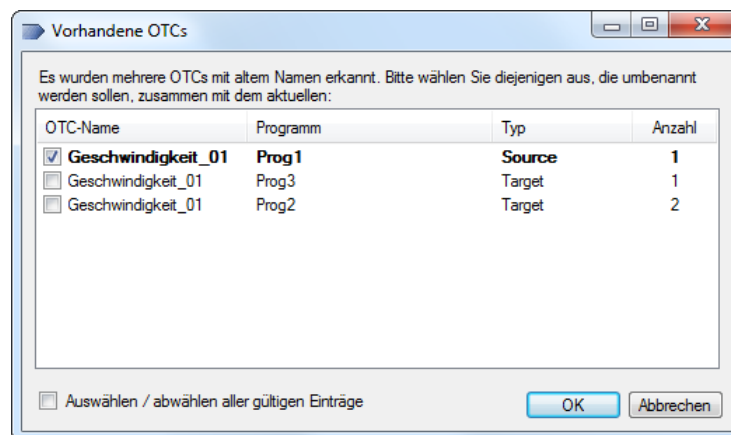 Vorhandene OTCs
Es wurden mehrere OTCs mit altem Namen erkannt. Bitte wählen Sie diejenigen aus, die umbenannt
werden sollen, zusammen mit dem aktuellen:
OTC-Name Programm Typ Anzahl
Geschwindigkeit_01 Prog1 Source 1
Geschwindigkeit_01 Prog3 Target 1
Geschwindigkeit_01 Prog2 Target 2
Auswählen / abwählen aller gültigen Einträge
OK Abbrechen